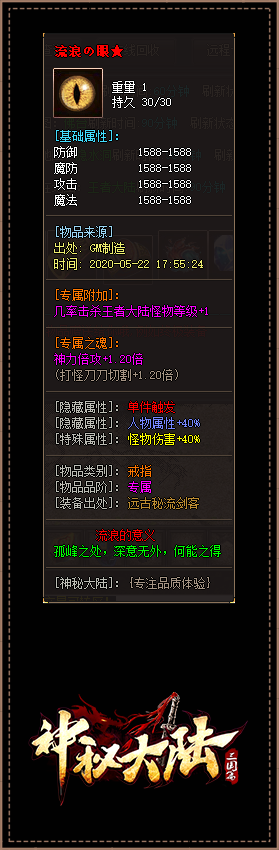 流浪の眼★
重量 1
持久 30/30
[基础属性]:
防御 1588-1588
魔防 1588-1588
攻击 1588-1588
魔法 1588-1588
[物品来源]
出处: GM制造
时间: 2020-05-22 17:55:24
[专属附加]:
几率击杀王者大陆怪物等级+1
[专属之魂]:
神力倍攻+1.20倍
(打怪刀刀切割+1.20倍)
[隐藏属性]: 单件触发
[隐藏属性]: 人物属性+40%
[特殊属性]: 怪物伤害+40%
[物品类别]: 戒指
[物品品阶]: 专属
[装备出处]: 远古秘流剑客
流浪的意义
孤峰之处，深意无外，何能之得
[神秘大陆]: {专注品质体验}
神秘大陆
三国篇